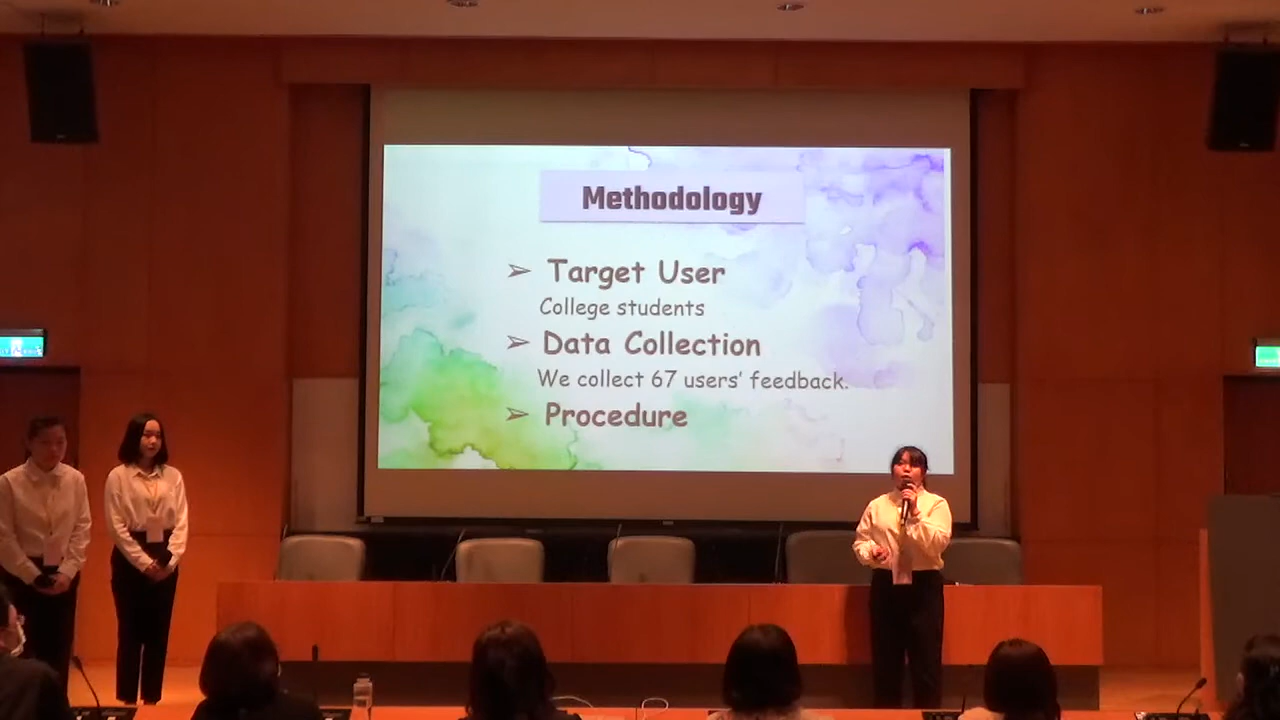 Methodology
➢ Target User
College students
➢ Data Collection
We collect 67 users' feedback.
➢ Procedure